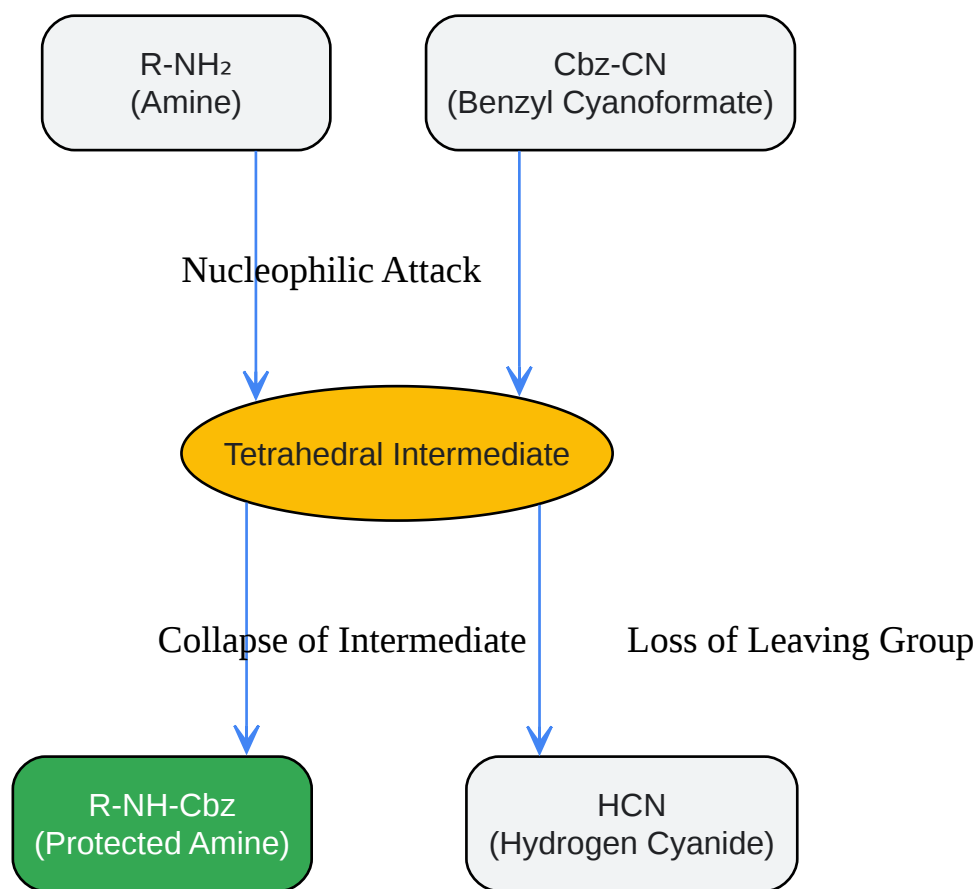 R-NH₂
(Amine)
Cbz-CN
(Benzyl Cyanoformate)
Nucleophilic Attack
Tetrahedral Intermediate
Collapse of Intermediate
Loss of Leaving Group
R-NH-Cbz
(Protected Amine)
HCN
(Hydrogen Cyanide)